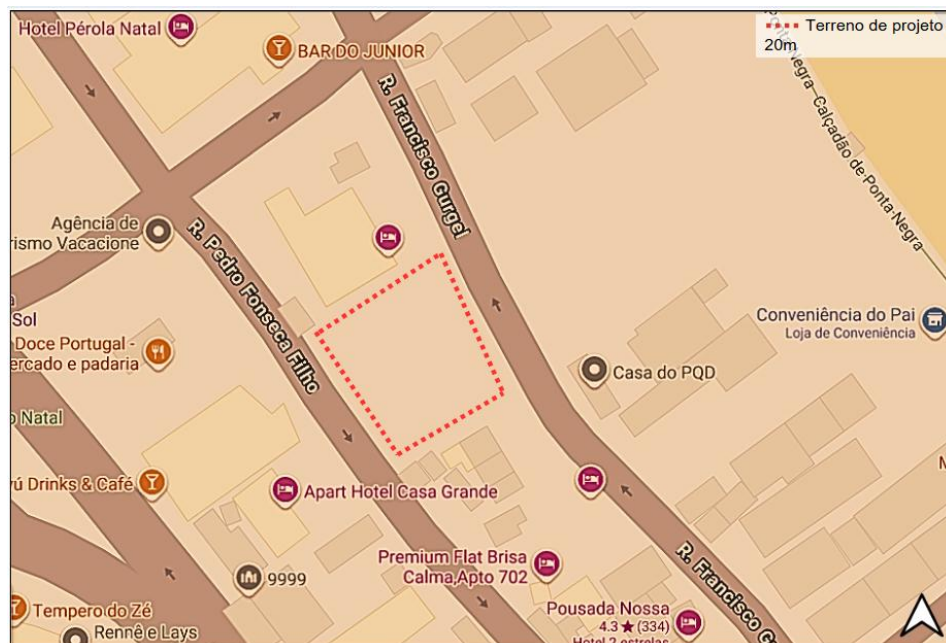 Hotel Pérola Natal
BAR DO JUNIOR
Terreno de projeto
20m
Ponta-Negra-Calçadão de-Ponta-Negra
R. Francisco Gurgel
Agência de
rismo Vacacione
R. Pedro Fonseca Filho
a
Sol
Doce Portugal -
ercado e padaria
Conveniência do Pai
Loja de Conveniência
Casa do PQD
o Natal
ú Drinks & Café
Apart Hotel Casa Grande
M
9999
Premium Flat Brisa
Calma,Apto 702
R. Francisco G
Tempero do Zé
Rennê e Lays
Pousada Nossa
4.3 ★ (334)
Hotel 2 estrelas